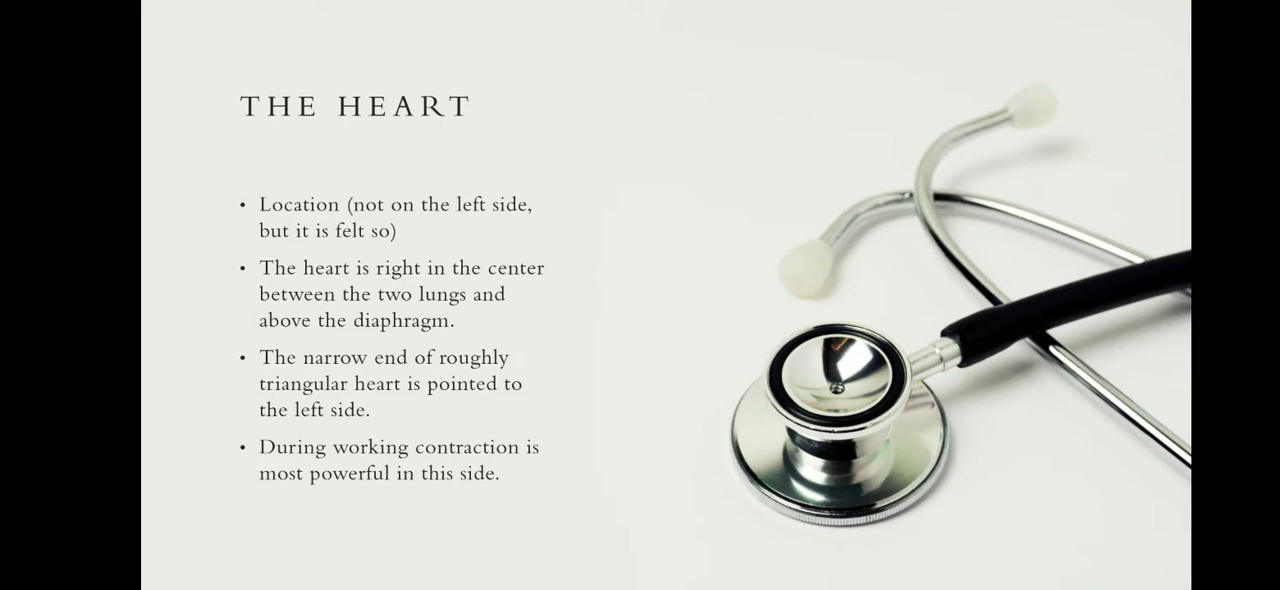 THE HEART
• Location (not on the left side,
but it is felt so)
• The heart is right in the center
between the two lungs and
above the diaphragm.
• The narrow end of roughly
triangular heart is pointed to
the left side.
• During working contraction is
most powerful in this side.